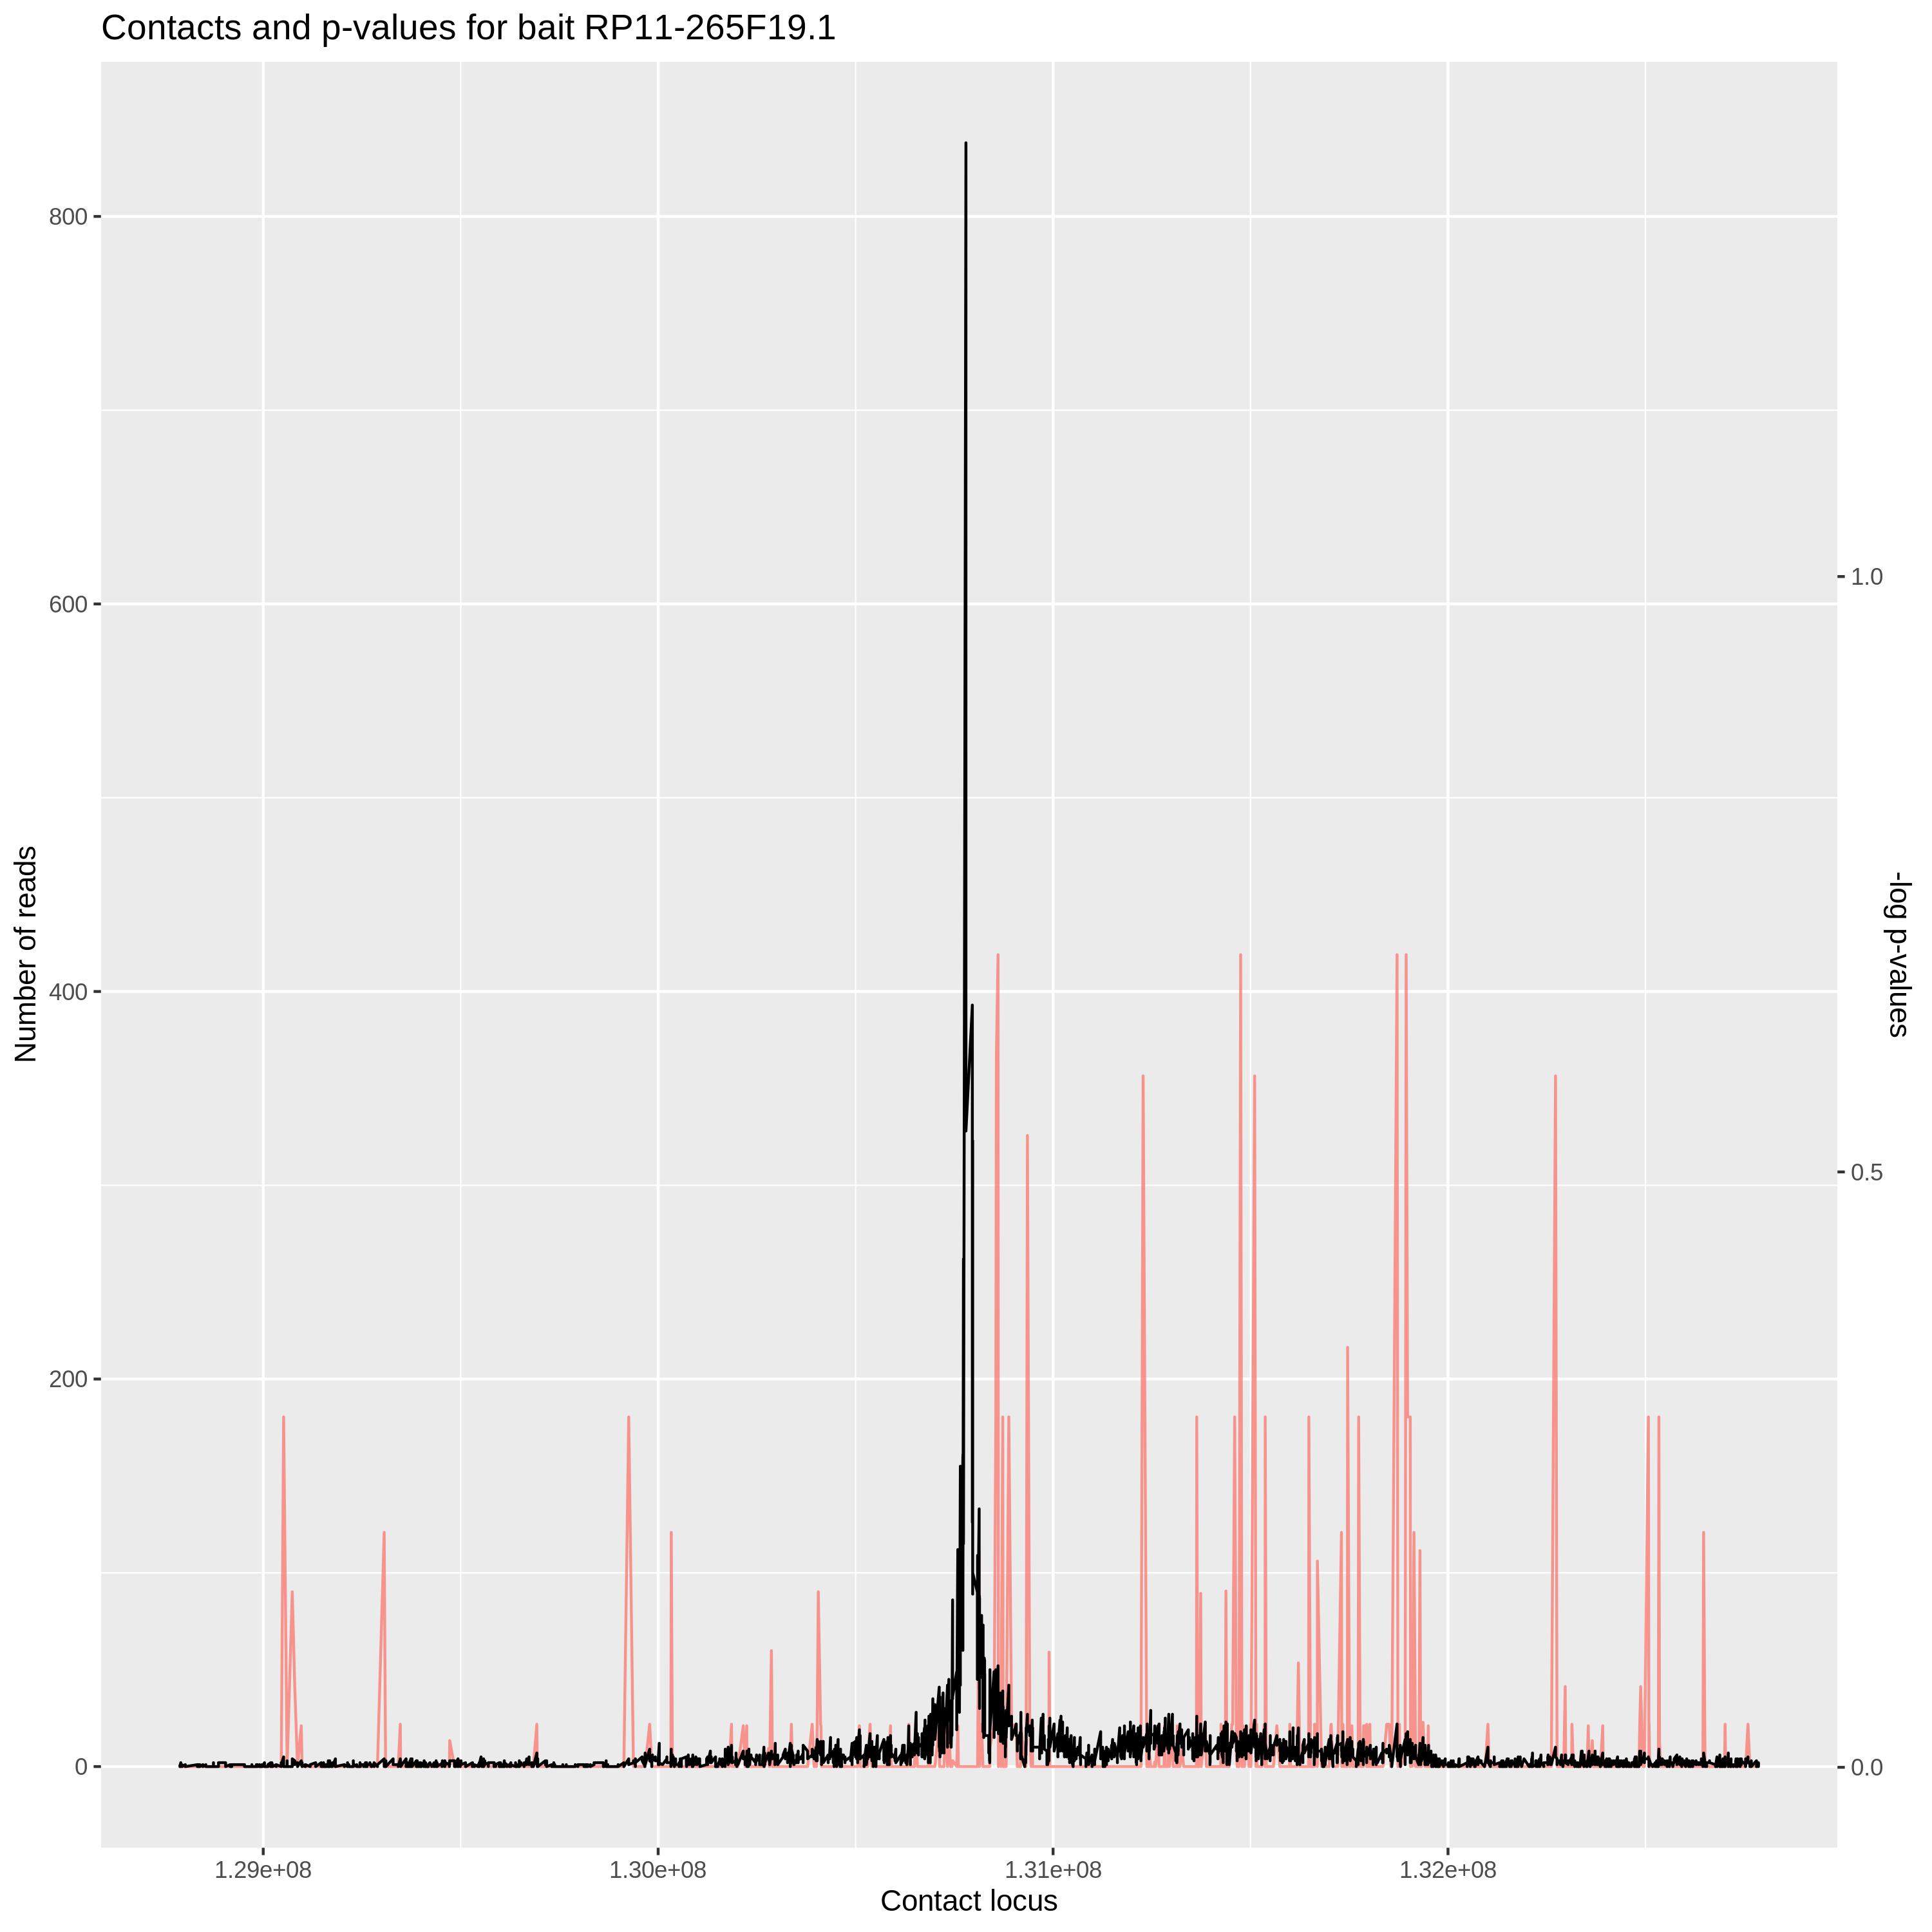 Contacts and p-values for bait RP11-265F19.1
800
600
400
200
0
Number of reads
1.0
0.5
0.0
-log p-values
1.29e+08
1.30e+08
1.31e+08
1.32e+08
Contact locus